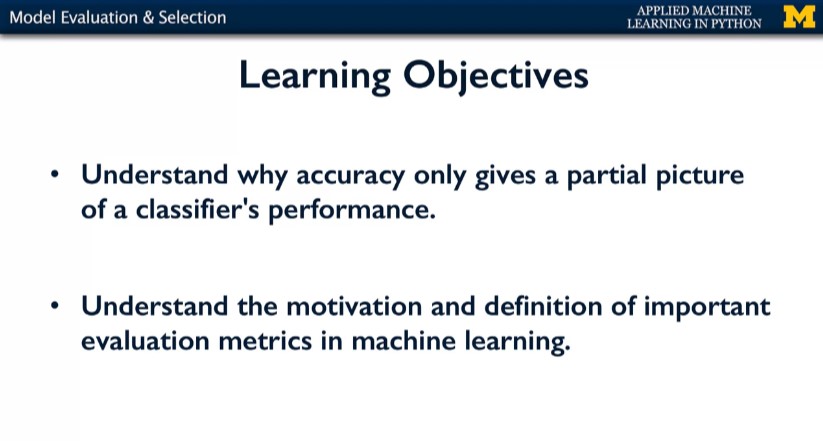 Model Evaluation & Selection
APPLIED MACHINE
LEARNING IN PYTHON
M
Learning Objectives
• Understand why accuracy only gives a partial picture
of a classifier's performance.
• Understand the motivation and definition of important
evaluation metrics in machine learning.